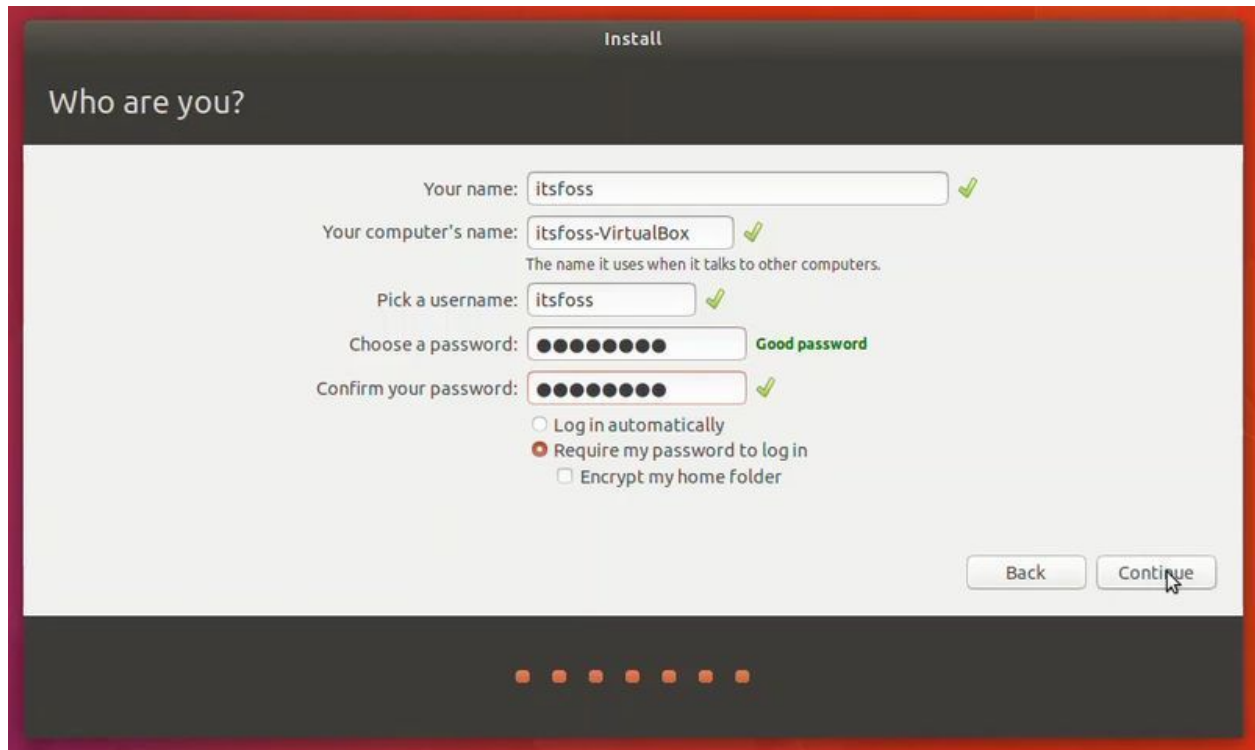 Install
Who are you?
Your name: itsfoss
Your computer's name: itsfoss-VirtualBox
The name it uses when it talks to other computers.
Pick a username: itsfoss
Choose a password: ●●●●●●●● Good password
Confirm your password: ●●●●●●●●
Log in automatically
Require my password to log in
Encrypt my home folder
Back Continue